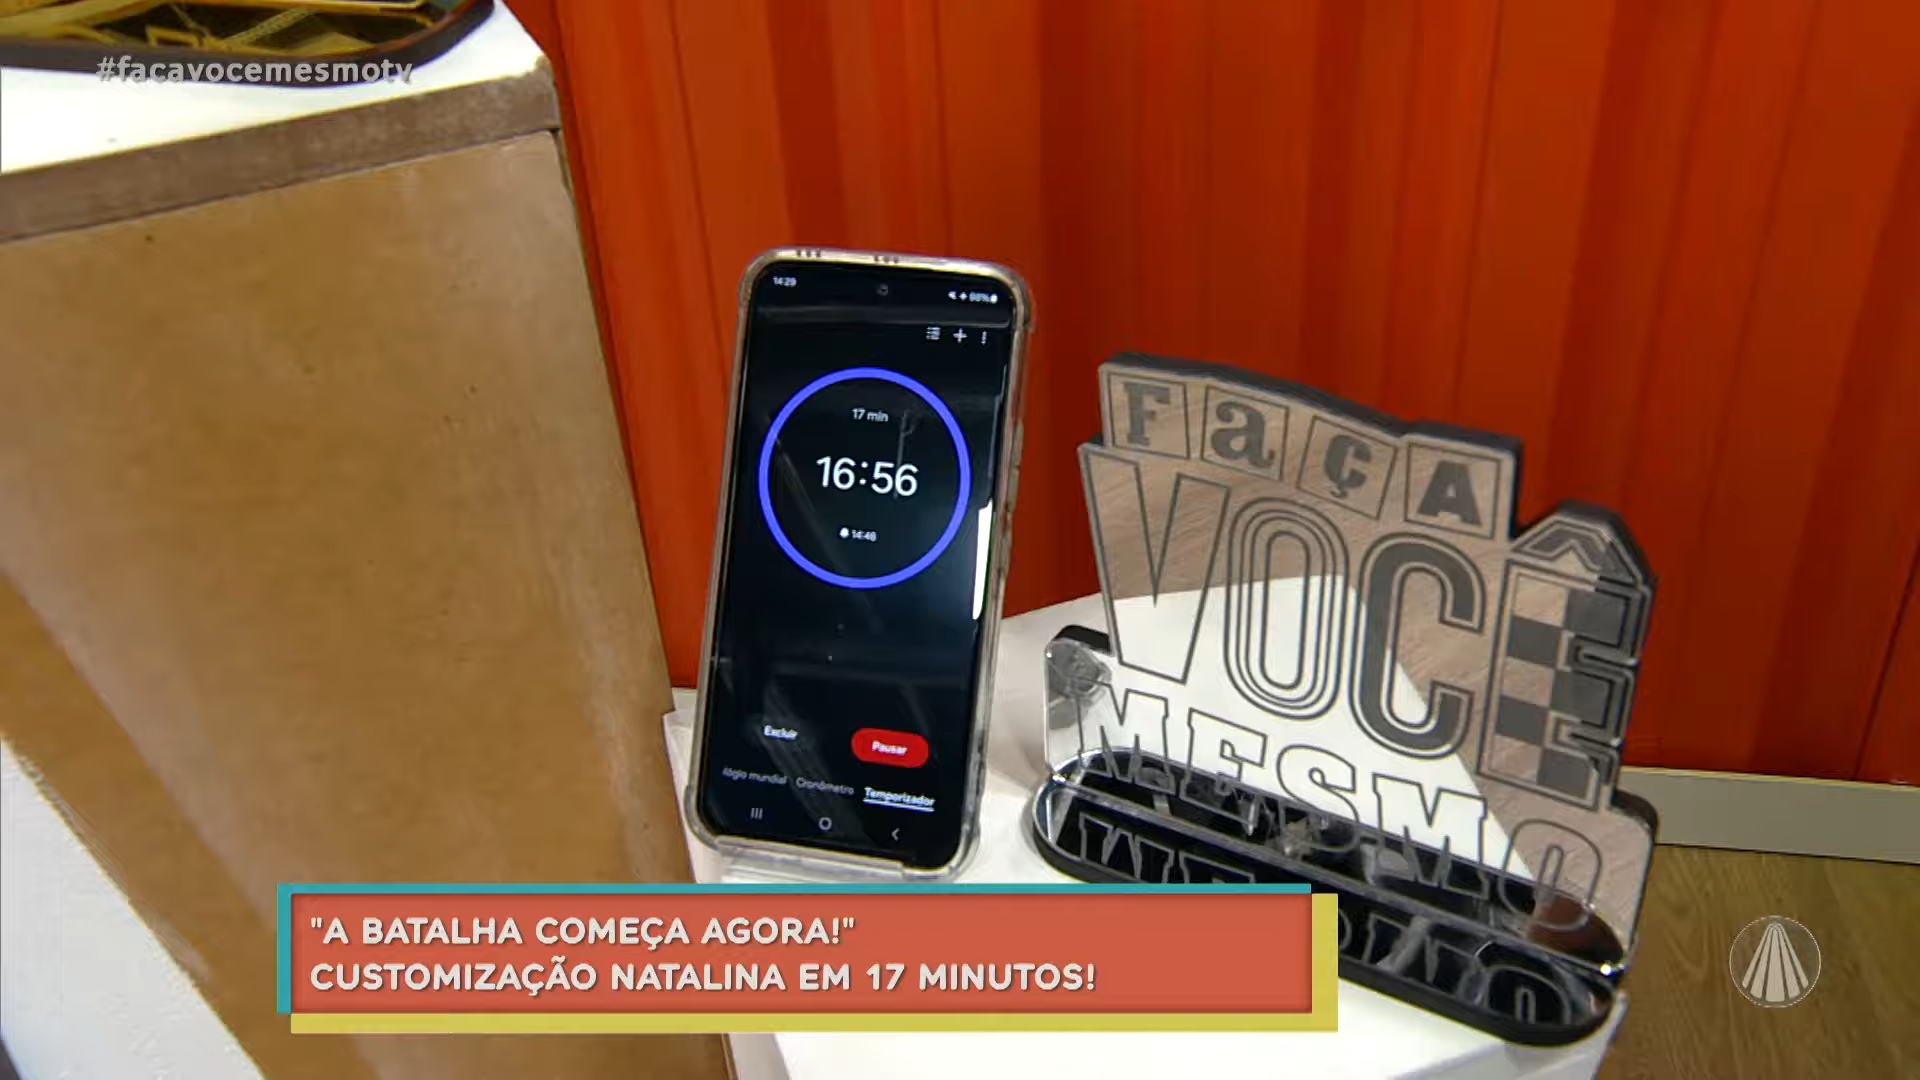 #facavocemesmotv
14:29
98%
17 min
16:56
14:46
Excluir
Pausar
Cronômetro
Temporizador
FaçA
VOCÊ
MESMO
"A BATALHA COMEÇA AGORA!"
CUSTOMIZAÇÃO NATALINA EM 17 MINUTOS!